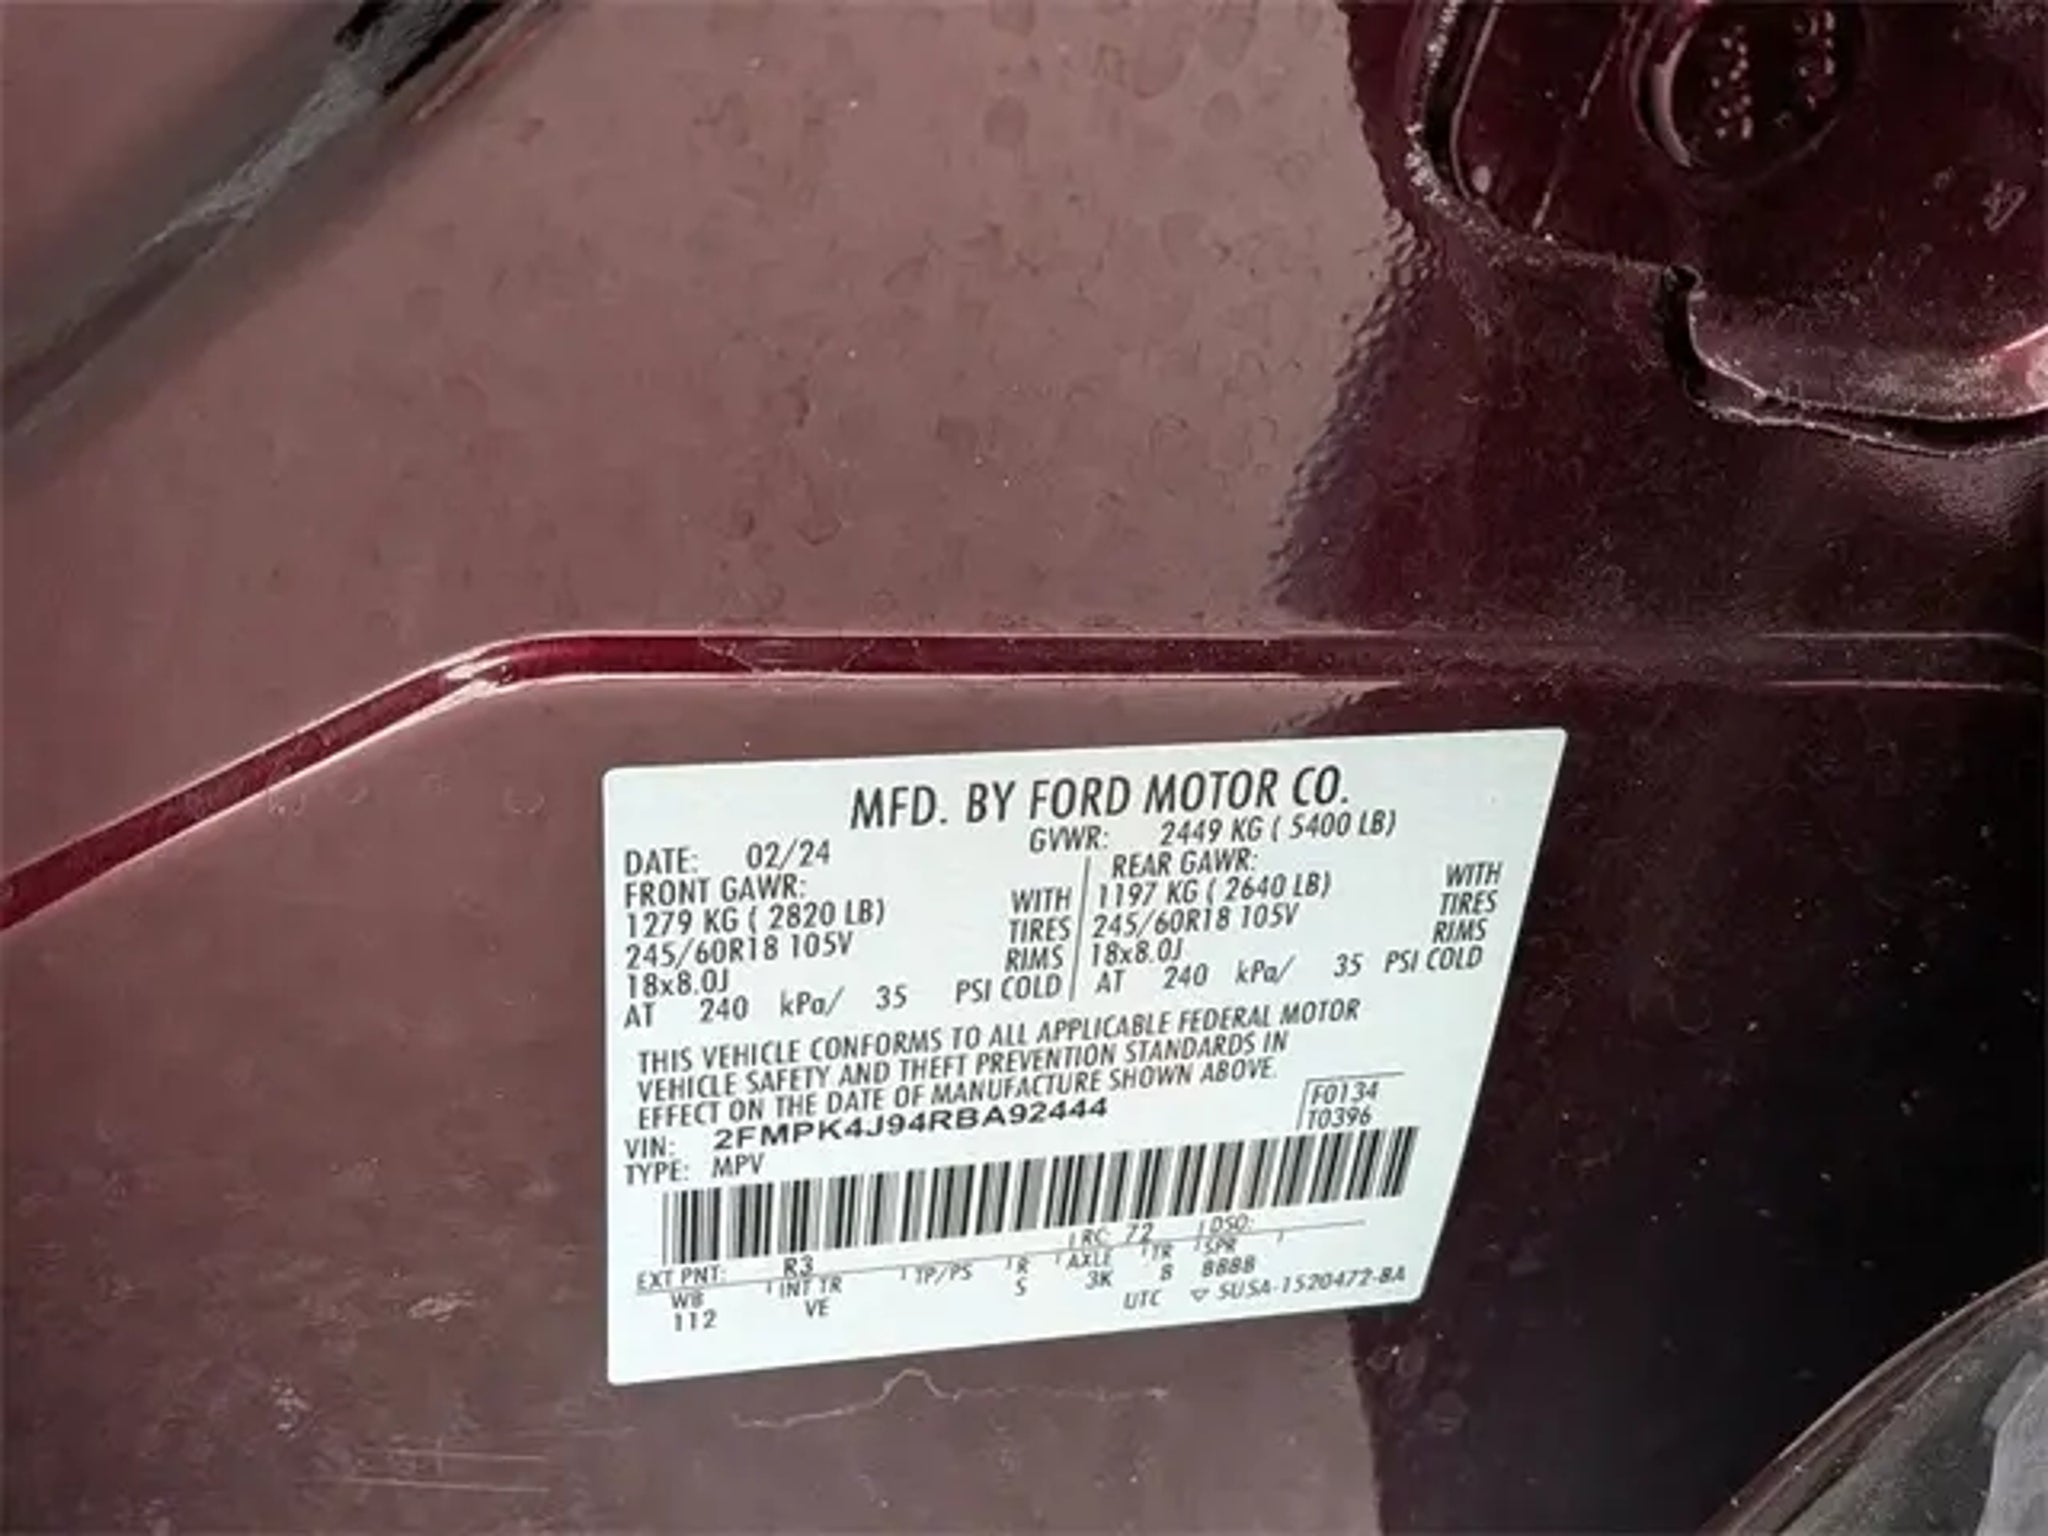 MFD. BY FORD MOTOR CO.
DATE: 02/24 GVWR: 2449 KG ( 5400 LB)
FRONT GAWR: REAR GAWR:
1279 KG ( 2820 LB) WITH 1197 KG ( 2640 LB) WITH
245/60R18 105V TIRES 245/60R18 105V TIRES
18x8.0J RIMS 18x8.0J RIMS
AT 240 kPa/ 35 PSI COLD AT 240 kPa/ 35 PSI COLD
THIS VEHICLE CONFORMS TO ALL APPLICABLE FEDERAL MOTOR
VEHICLE SAFETY AND THEFT PREVENTION STANDARDS IN
EFFECT ON THE DATE OF MANUFACTURE SHOWN ABOVE.
F0134
VIN: 2FMPK4J94RBA92444 T0396
TYPE: MPV
EXT PNT: R3 RC: 72 DSO:
WB INT TR TP/PS R AXLE TR SPR
112 VE S 3K B BBBB
UTC ▽ SUSA-1520472-BA